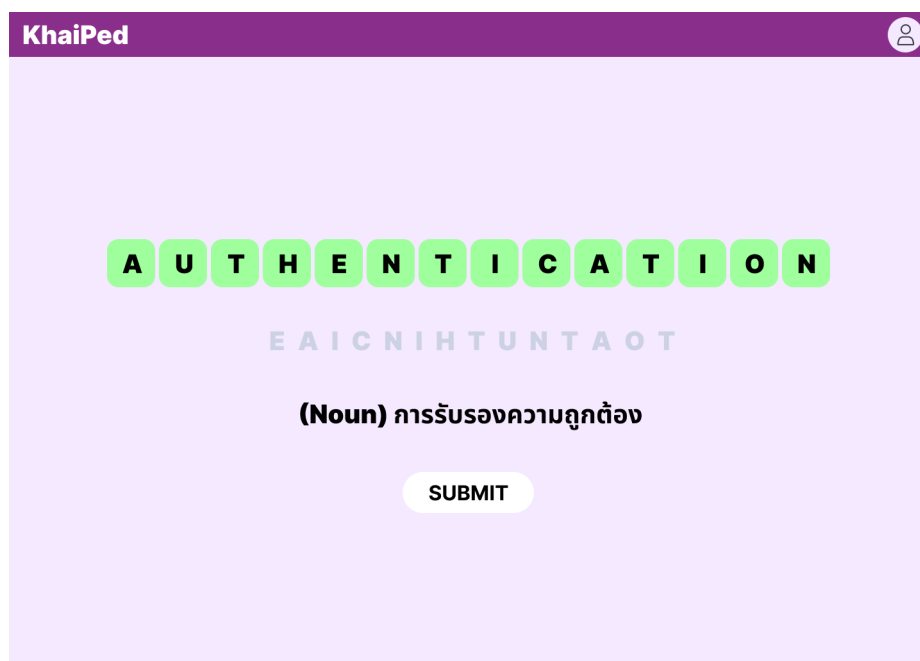 KhaiPed
A U T H E N T I C A T I O N
E A I C N I H T U N T A O T
(Noun) การรับรองความถูกต้อง
SUBMIT